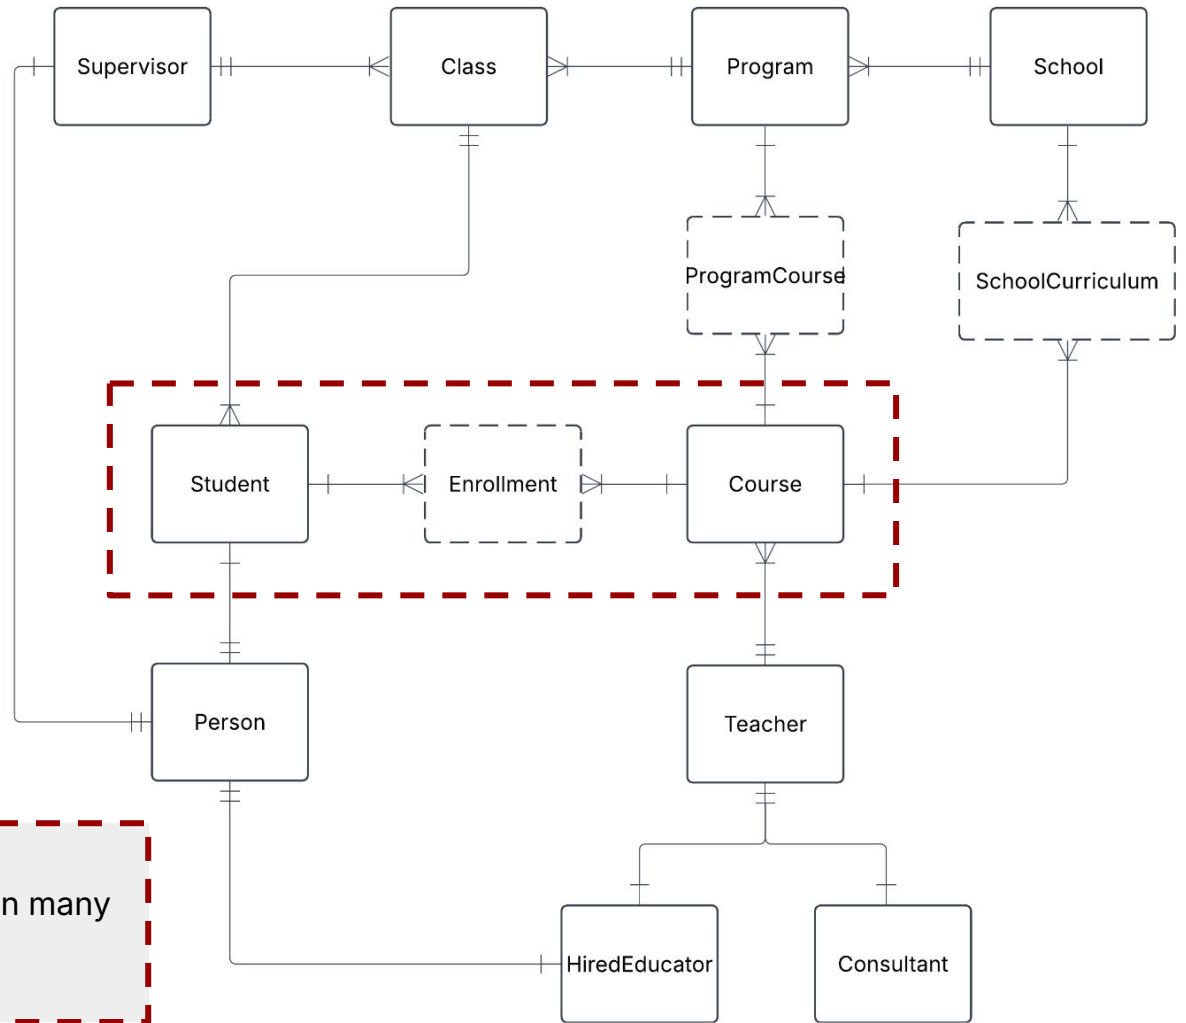 Supervisor
Class
Program
School
ProgramCourse
SchoolCurriculum
Student
Enrollment
Course
Person
Teacher
n many
HiredEducator
Consultant